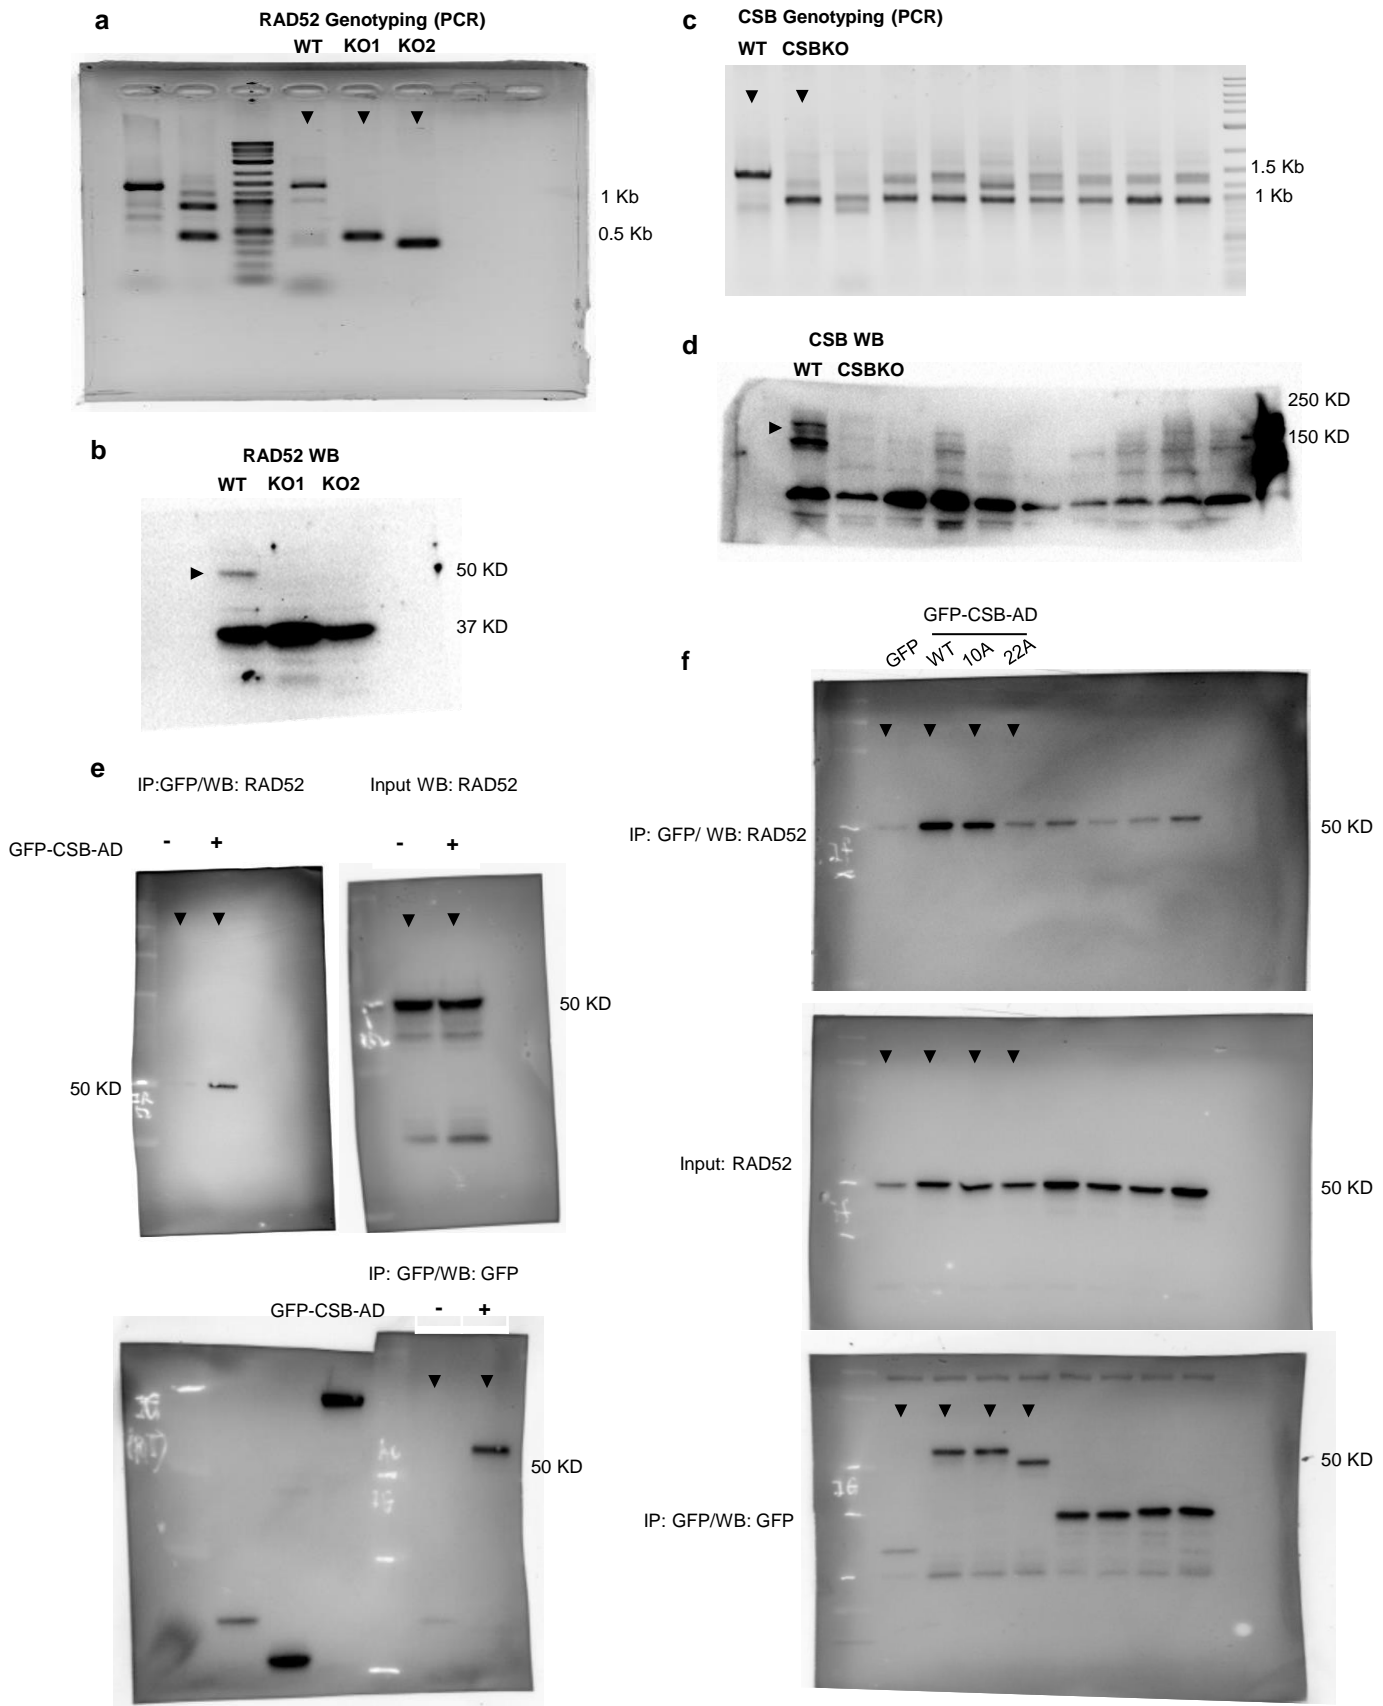 a
RAD52 Genotyping (PCR)
WT KO1 KO2
1 Kb
0.5 Kb
b
RAD52 WB
WT KO1 KO2
50 KD
37 KD
c
CSB Genotyping (PCR)
WT CSBKO
1.5 Kb
1 Kb
d
CSB WB
WT CSBKO
250 KD
150 KD
e
IP:GFP/WB: RAD52
Input WB: RAD52
GFP-CSB-AD - +
- +
50 KD
50 KD
IP: GFP/WB: GFP
GFP-CSB-AD - +
50 KD
f
GFP-CSB-AD
GFP WT 10A 22A
IP: GFP/ WB: RAD52
50 KD
Input: RAD52
50 KD
IP: GFP/WB: GFP
50 KD